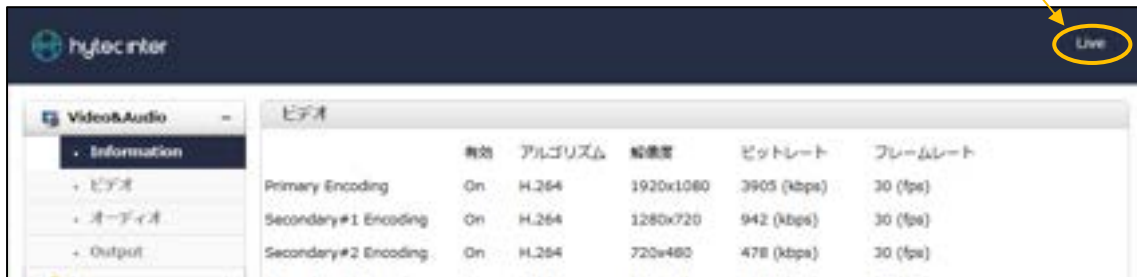 hytec inter
Live
Video&Audio −
ビデオ
Information
有効 アルゴリズム 解像度 ビットレート フレームレート
ビデオ
Primary Encoding On H.264 1920x1080 3905 (kbps) 30 (fps)
オーディオ
Secondary#1 Encoding On H.264 1280x720 942 (kbps) 30 (fps)
Output
Secondary#2 Encoding On H.264 720x480 478 (kbps) 30 (fps)